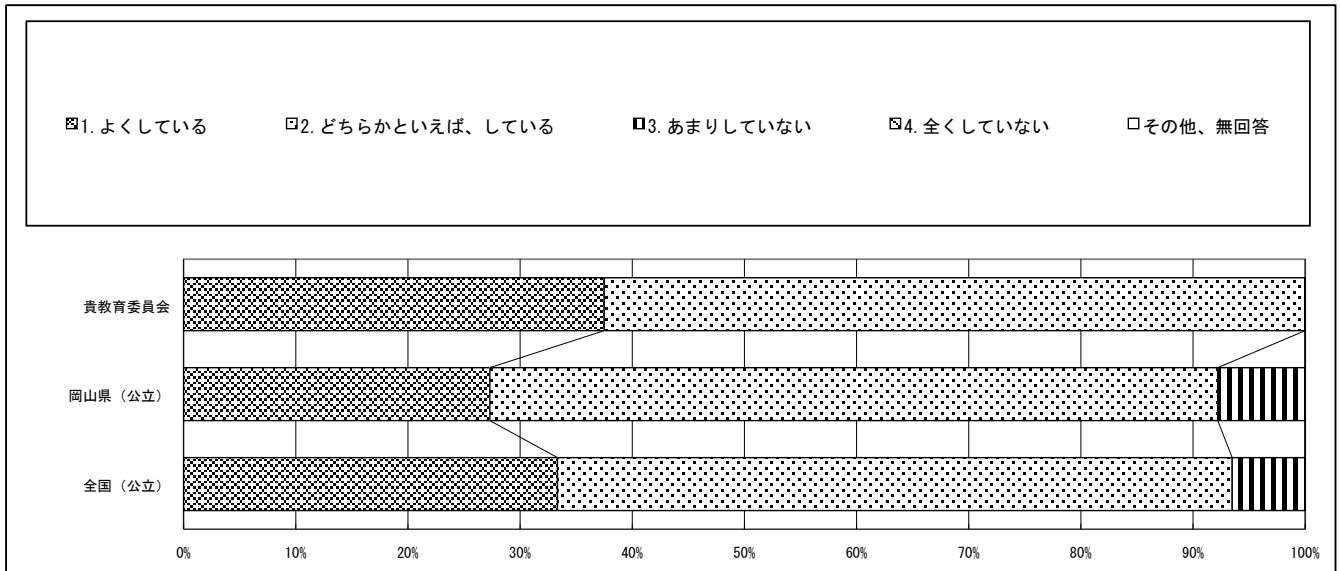 1. よくしている 2. どちらかといえば、している 3. あまりしていない 4. 全くしていない その他、無回答
貴教育委員会
岡山県（公立）
全国（公立）
0% 10% 20% 30% 40% 50% 60% 70% 80% 90% 100%